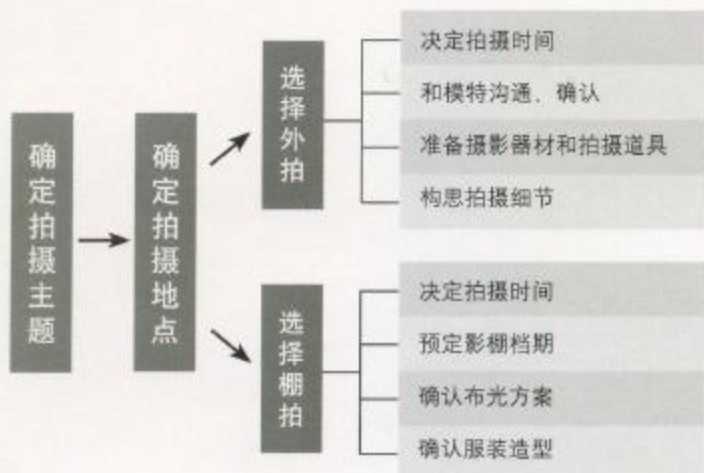 确定拍摄主题
确定拍摄地点
选择外拍
决定拍摄时间
和模特沟通、确认
准备摄影器材和拍摄道具
构思拍摄细节
选择棚拍
决定拍摄时间
预定影棚档期
确认布光方案
确认服装造型